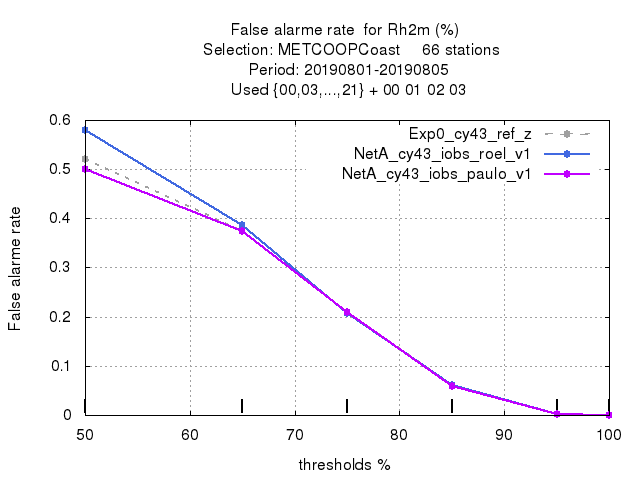 False alarme rate  for Rh2m (%)
Selection: METCOOPCoast     66 stations
Period: 20190801-20190805
Used {00,03,...,21} + 00 01 02 03
Exp0_cy43_ref_z
NetA_cy43_iobs_roel_v1
NetA_cy43_iobs_paulo_v1
False alarme rate
0.6
0.5
0.4
0.3
0.2
0.1
0
50 60 70 80 90 100
thresholds %